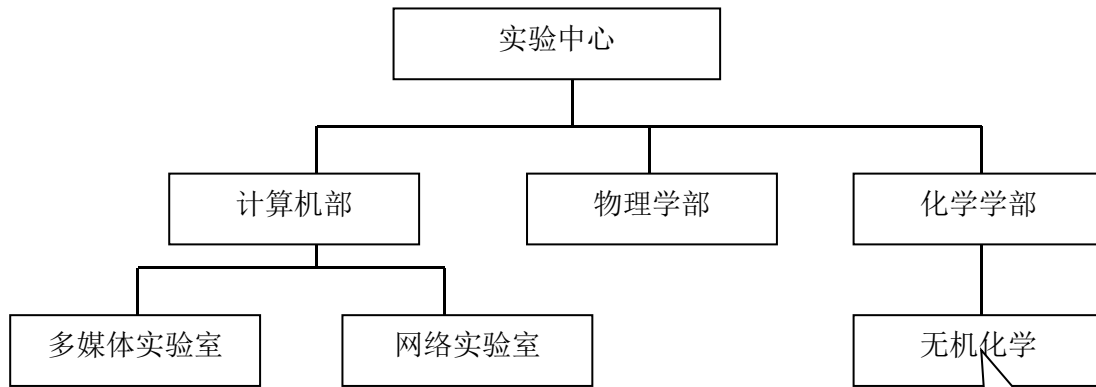 实验中心
计算机部
物理学部
化学学部
多媒体实验室
网络实验室
无机化学